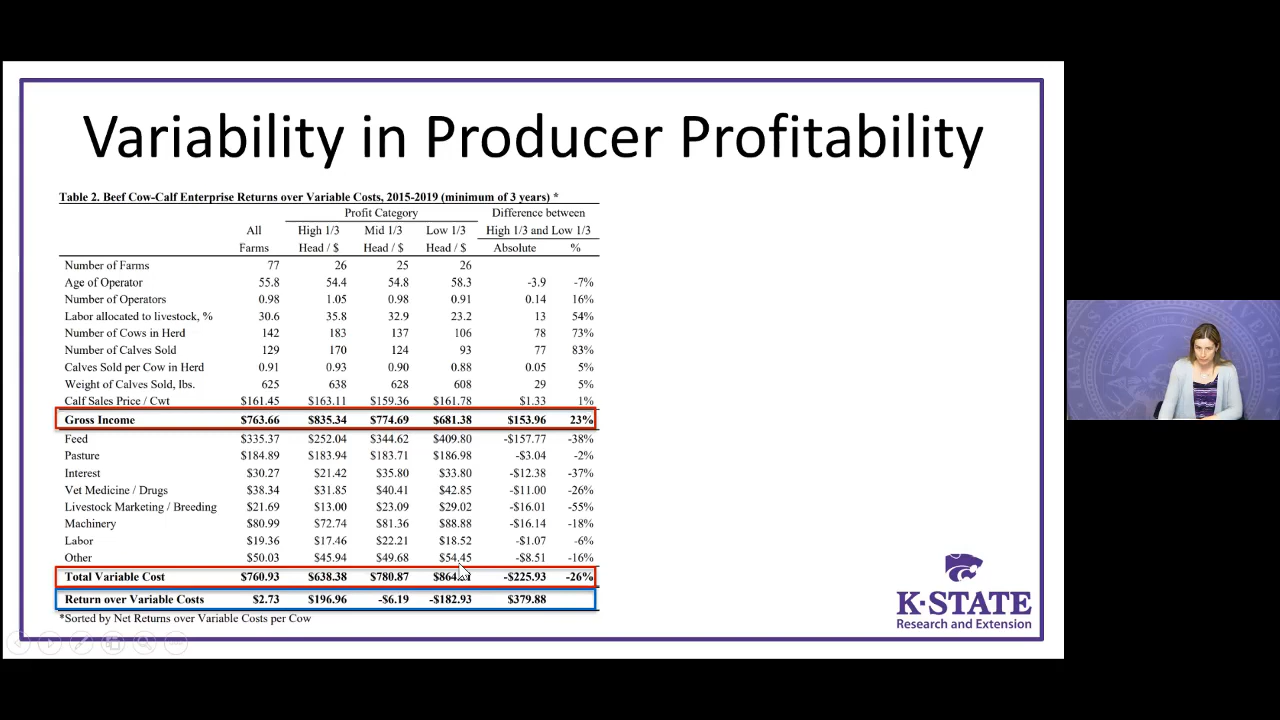 Variability in Producer Profitability
Table 2. Beef Cow-Calf Enterprise Returns over Variable Costs, 2015-2019 (minimum of 3 years) *
Profit Category Difference between
All High 1/3 Mid 1/3 Low 1/3 High 1/3 and Low 1/3
Farms Head / $ Head / $ Head / $ Absolute %
Number of Farms 77 26 25 26
Age of Operator 55.8 54.4 54.8 58.3 -3.9 -7%
Number of Operators 0.98 1.05 0.98 0.91 0.14 16%
Labor allocated to livestock, % 30.6 35.8 32.9 23.2 13 54%
Number of Cows in Herd 142 183 137 106 78 73%
Number of Calves Sold 129 170 124 93 77 83%
Calves Sold per Cow in Herd 0.91 0.93 0.90 0.88 0.05 5%
Weight of Calves Sold, lbs. 625 638 628 608 29 5%
Calf Sales Price / Cwt $161.45 $163.11 $159.36 $161.78 $1.33 1%
Gross Income $763.66 $835.34 $774.69 $681.38 $153.96 23%
Feed $335.37 $252.04 $344.62 $409.80 -$157.77 -38%
Pasture $184.89 $183.94 $183.71 $186.98 -$3.04 -2%
Interest $30.27 $21.42 $35.80 $33.80 -$12.38 -37%
Vet Medicine / Drugs $38.34 $31.85 $40.41 $42.85 -$11.00 -26%
Livestock Marketing / Breeding $21.69 $13.00 $23.09 $29.02 -$16.01 -55%
Machinery $80.99 $72.74 $81.36 $88.88 -$16.14 -18%
Labor $19.36 $17.46 $22.21 $18.52 -$1.07 -6%
Other $50.03 $45.94 $49.68 $54.45 -$8.51 -16%
Total Variable Cost $760.93 $638.38 $780.87 -$225.93 -26%
Return over Variable Costs $2.73 $196.96 -$6.19 -$182.93 $379.88
*Sorted by Net Returns over Variable Costs per Cow
K-STATE
Research and Extension